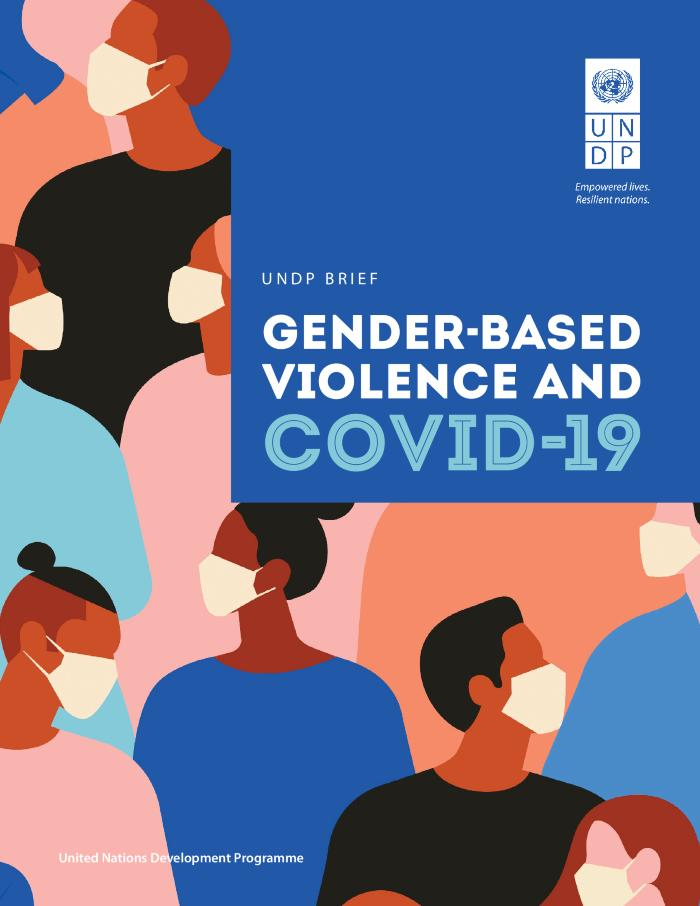 U N
D P
Empowered lives.
Resilient nations.
UNDP BRIEF
GENDER-BASED
VIOLENCE AND
COVID-19
United Nations Development Programme